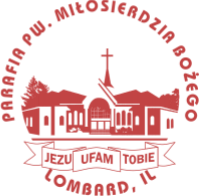 PARAFIA PW. MIŁOSIERDZIA BOŻEGO
JEZU UFAM TOBIE
LOMBARD, IL